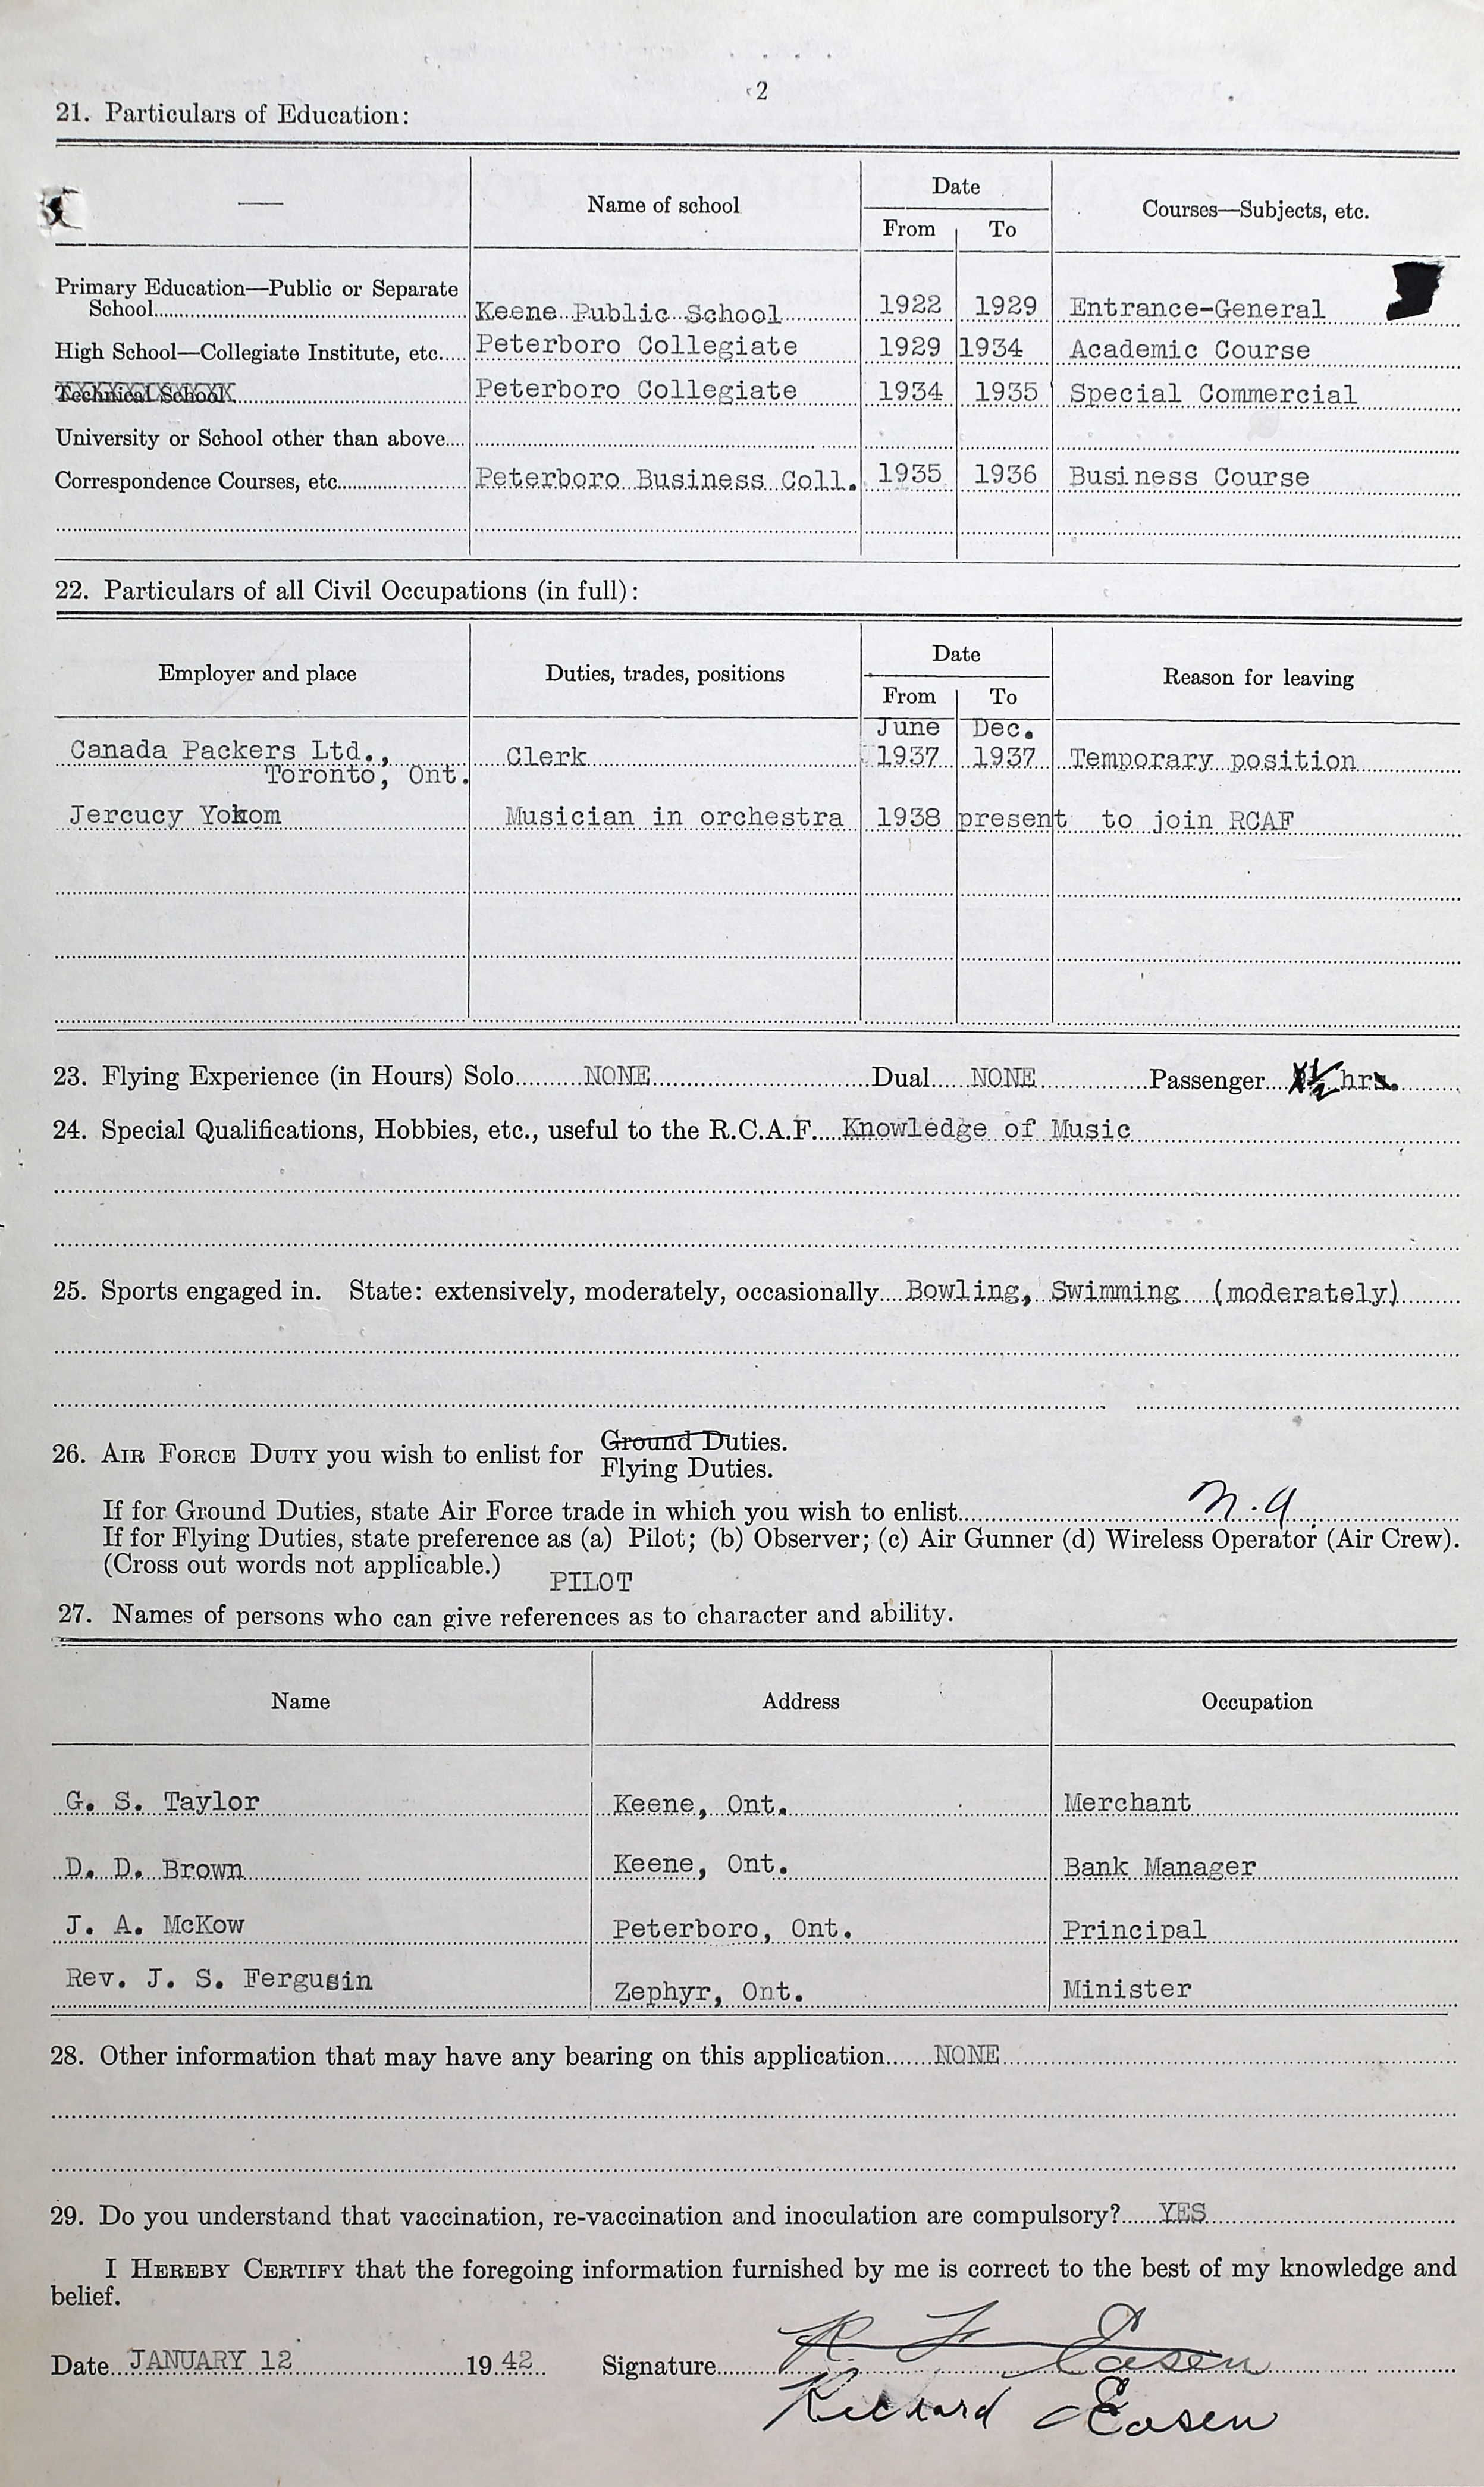 2
21. Particulars of Education:
— Name of school Date Courses—Subjects, etc.
From To
Primary Education—Public or Separate
School Keene Public School 1922 1929 Entrance-General
High School—Collegiate Institute, etc. Peterboro Collegiate 1929 1934 Academic Course
Technical School Peterboro Collegiate 1934 1935 Special Commercial
University or School other than above
Correspondence Courses, etc. Peterboro Business Coll. 1935 1936 Business Course
22. Particulars of all Civil Occupations (in full):
Employer and place Duties, trades, positions Date Reason for leaving
From To
June Dec.
Canada Packers Ltd., Clerk 1937 1937 Temporary position
Toronto, Ont.
Jercucy Yokom Musician in orchestra 1938 present to join RCAF
23. Flying Experience (in Hours) Solo NONE Dual NONE Passenger ½ hr
24. Special Qualifications, Hobbies, etc., useful to the R.C.A.F. Knowledge of Music
25. Sports engaged in. State: extensively, moderately, occasionally Bowling, Swimming (moderately)
26. AIR FORCE DUTY you wish to enlist for Ground Duties.
Flying Duties.
If for Ground Duties, state Air Force trade in which you wish to enlist N.A.
If for Flying Duties, state preference as (a) Pilot; (b) Observer; (c) Air Gunner (d) Wireless Operator (Air Crew).
(Cross out words not applicable.)
PILOT
27. Names of persons who can give references as to character and ability.
Name Address Occupation
G. S. Taylor Keene, Ont. Merchant
D. D. Brown Keene, Ont. Bank Manager
J. A. McKow Peterboro, Ont. Principal
Rev. J. S. Fergusin Zephyr, Ont. Minister
28. Other information that may have any bearing on this application NONE
29. Do you understand that vaccination, re-vaccination and inoculation are compulsory? YES
I HEREBY CERTIFY that the foregoing information furnished by me is correct to the best of my knowledge and
belief.
Date JANUARY 12 1942 Signature R F Eason
Richard Eason